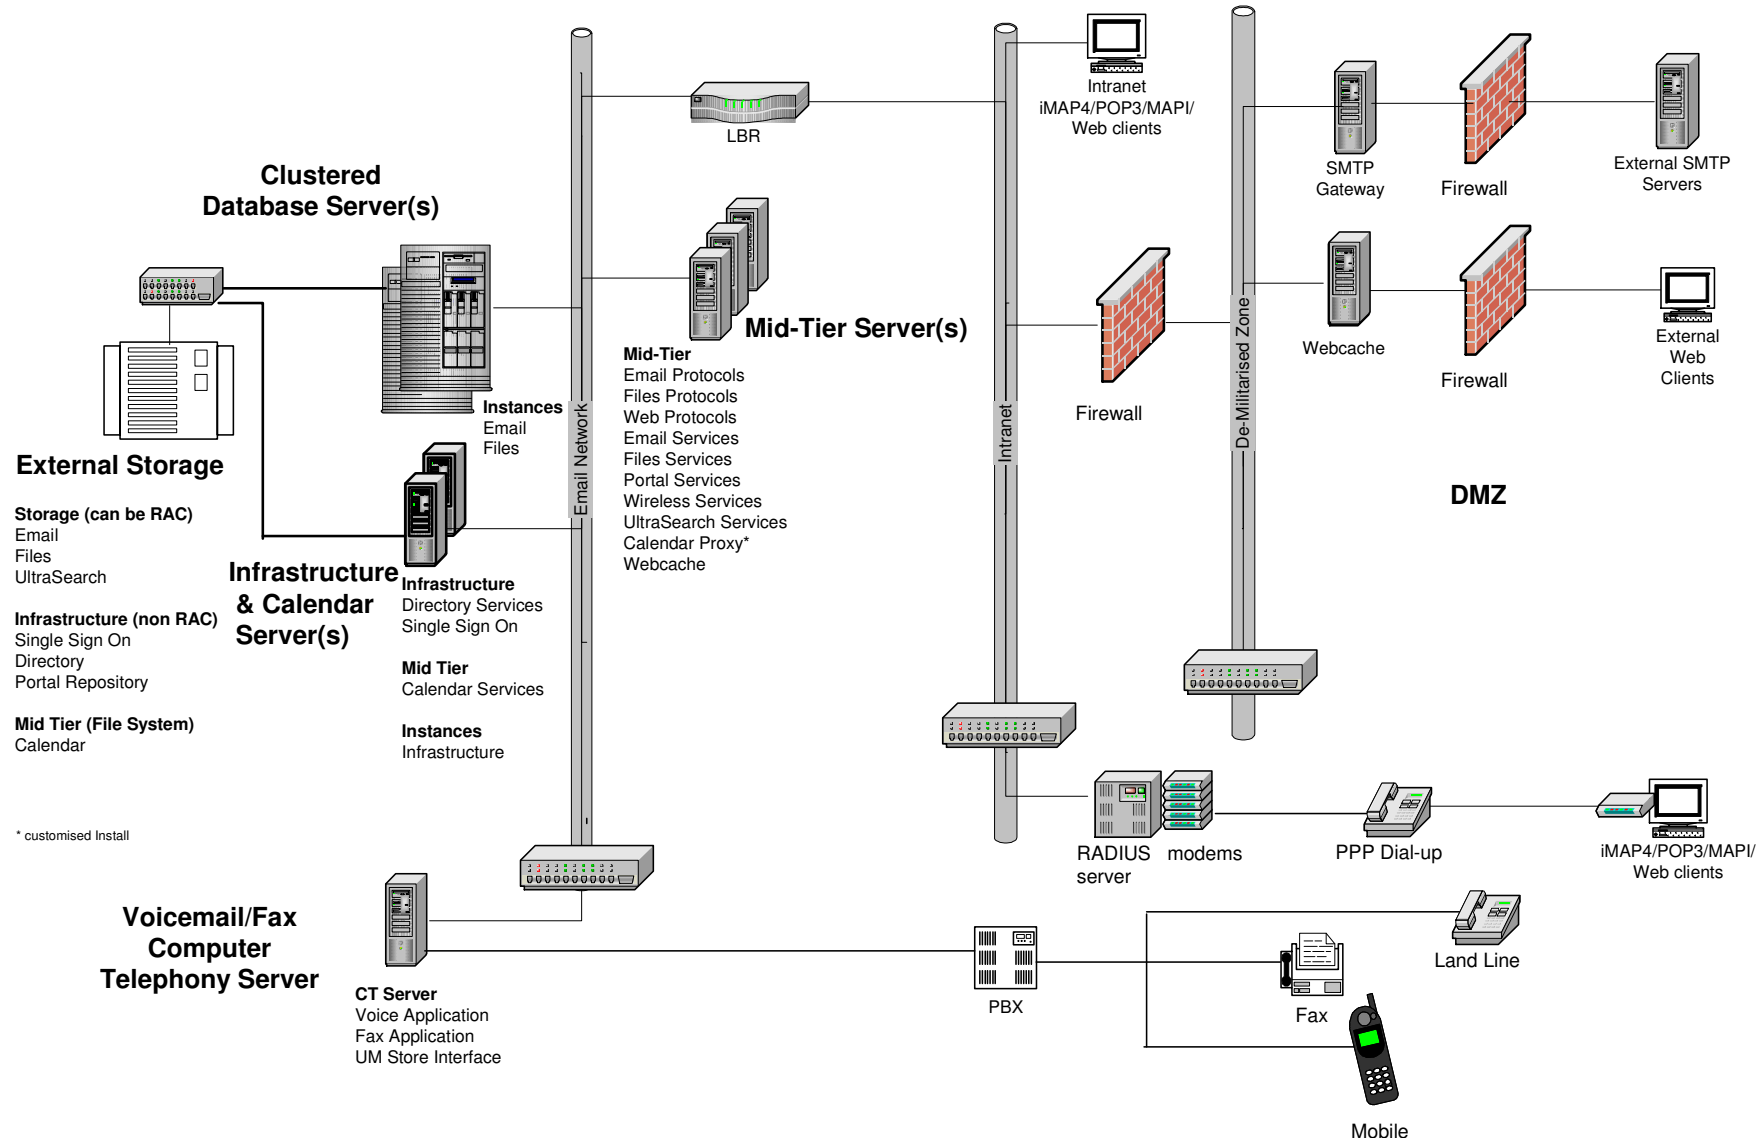 Clustered
Database Server(s)
External Storage
Storage (can be RAC)
Email
Files
UltraSearch
Infrastructure (non RAC)
Single Sign On
Directory
Portal Repository
Mid Tier (File System)
Calendar
* customised Install
Instances
Email
Files
Infrastructure
& Calendar
Server(s)
Infrastructure
Directory Services
Single Sign On
Mid Tier
Calendar Services
Instances
Infrastructure
Email Network
LBR
Mid-Tier Server(s)
Mid-Tier
Email Protocols
Files Protocols
Web Protocols
Email Services
Files Services
Portal Services
Wireless Services
UltraSearch Services
Calendar Proxy*
Webcache
Intranet
Intranet
iMAP4/POP3/MAPI/
Web clients
Firewall
De-Militarised Zone
SMTP
Gateway
Firewall
External SMTP
Servers
Webcache
Firewall
External
Web
Clients
DMZ
RADIUS
server
modems
PPP Dial-up
iMAP4/POP3/MAPI/
Web clients
Voicemail/Fax
Computer
Telephony Server
CT Server
Voice Application
Fax Application
UM Store Interface
PBX
Land Line
Fax
Mobile